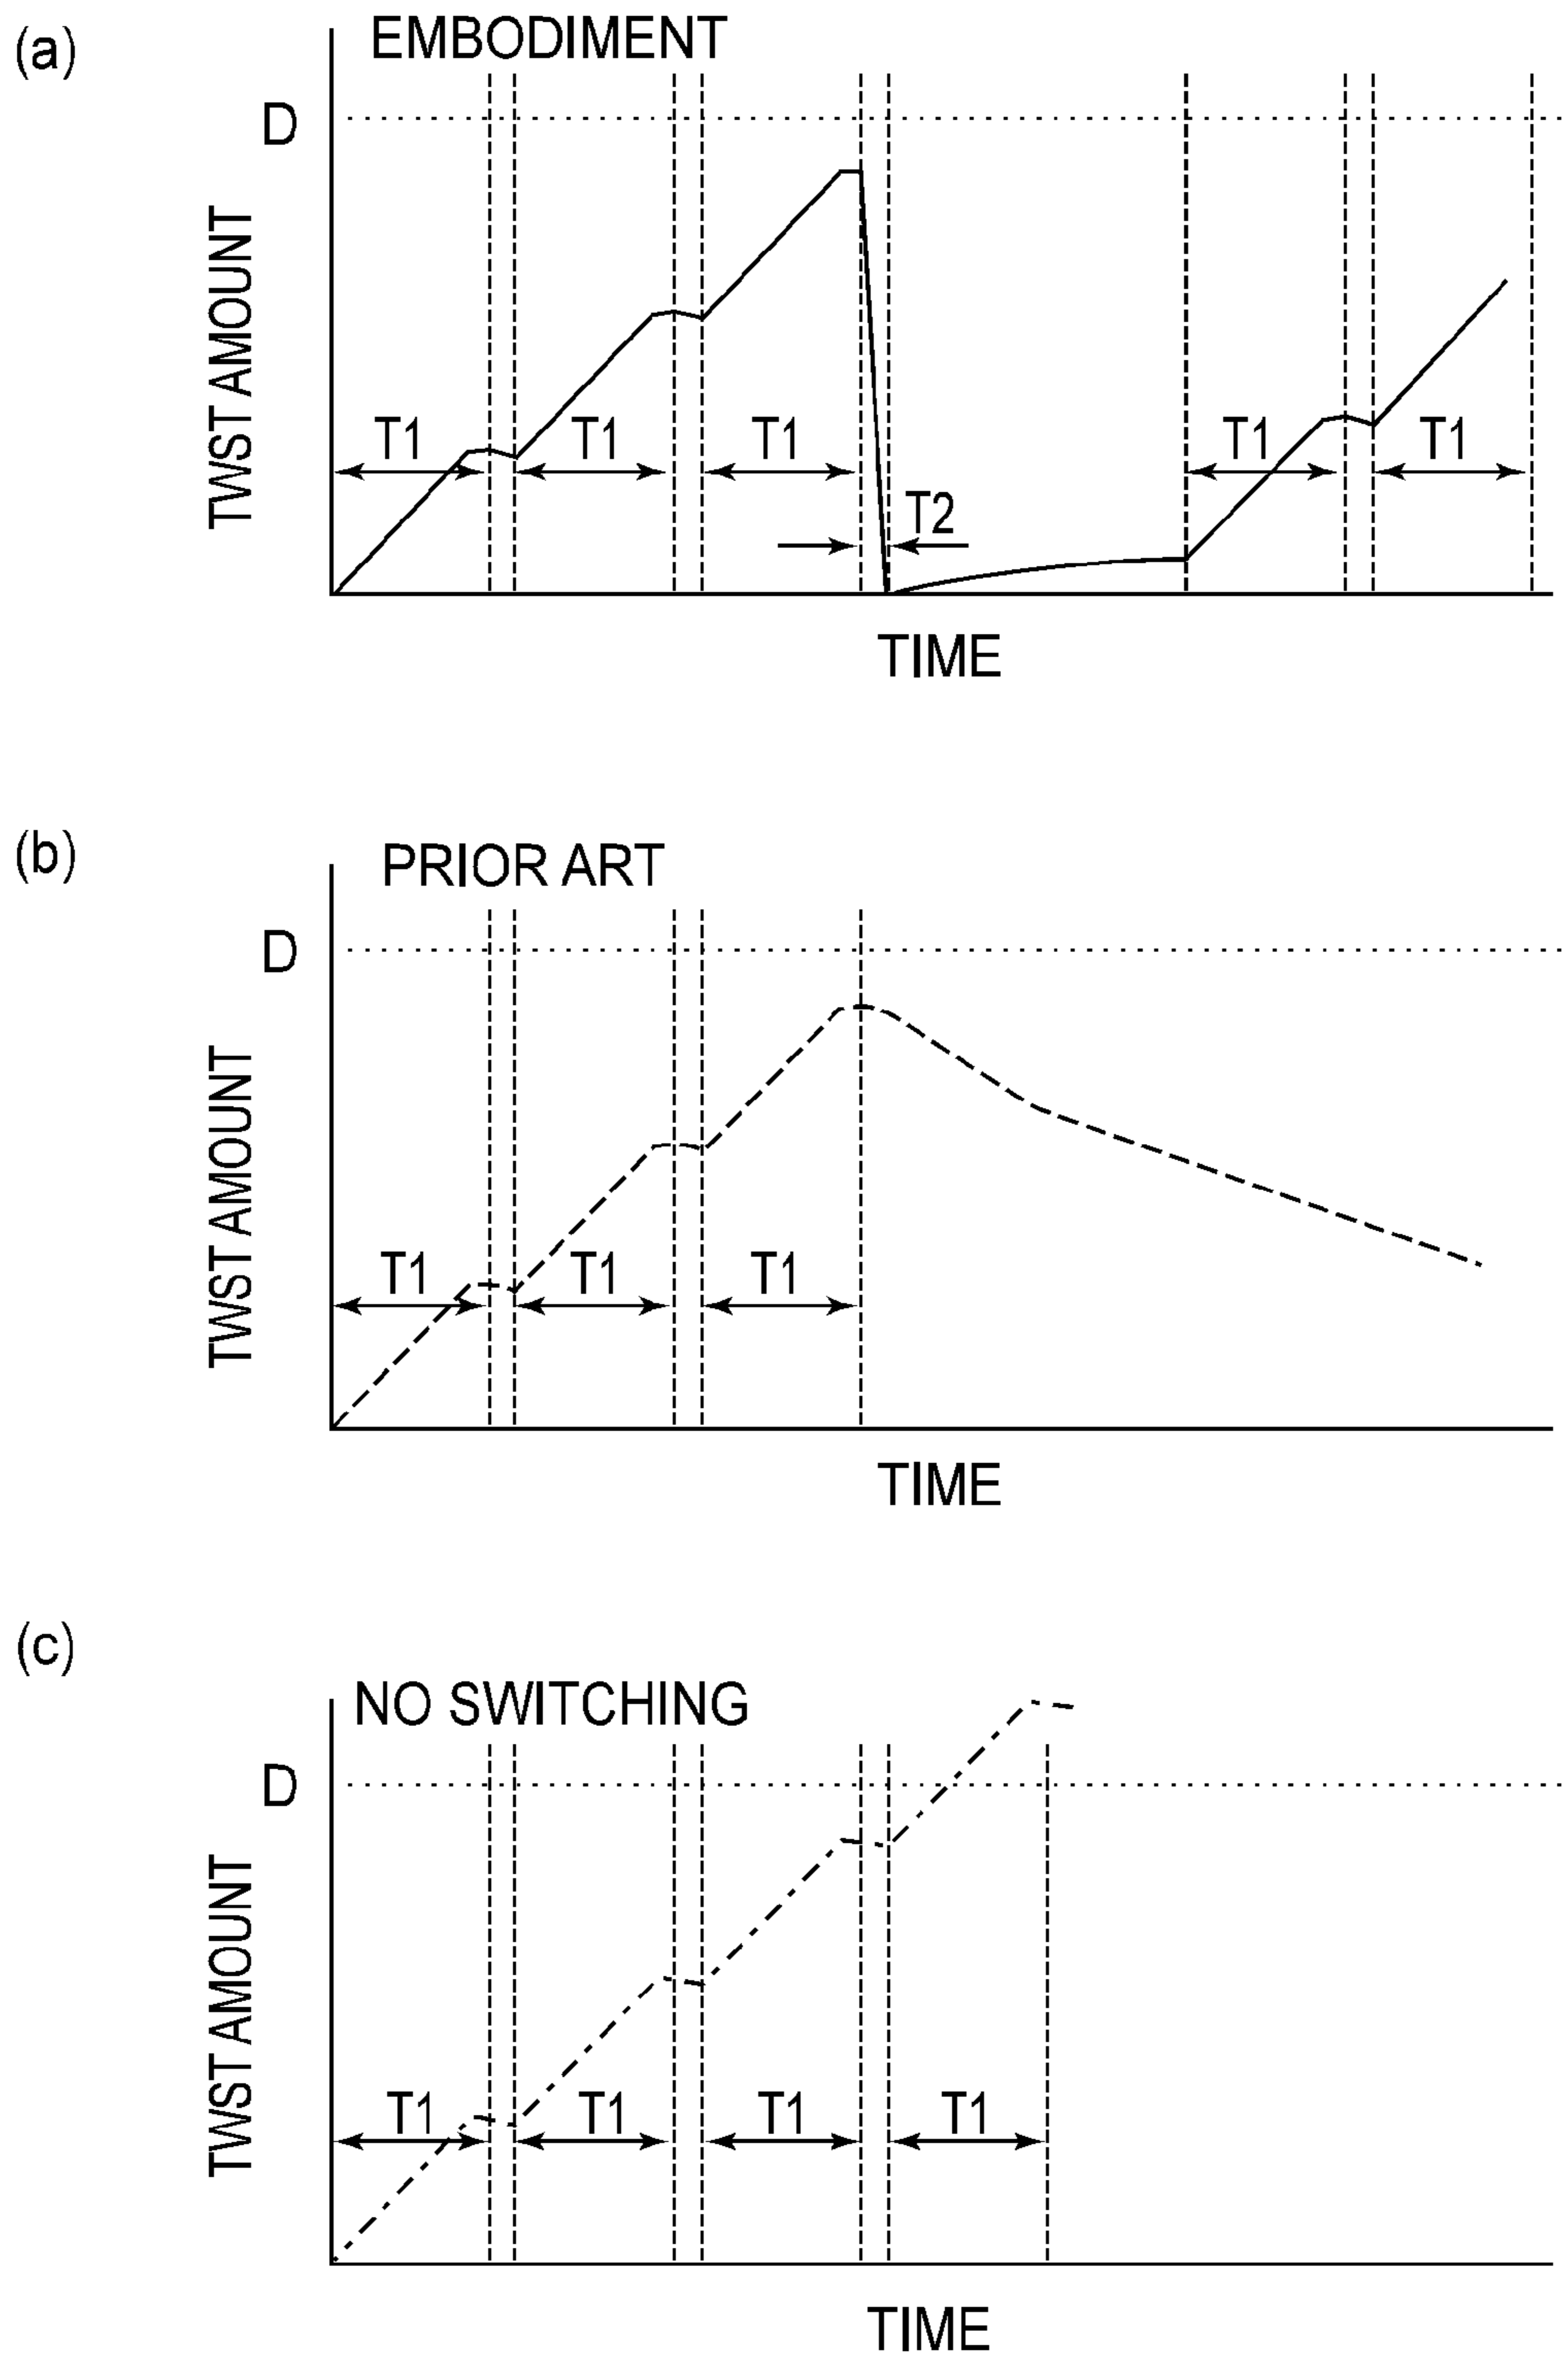 (a)
EMBODIMENT
D
TWST AMOUNT
T1 T1 T1 T1 T1
T2
TIME
(b)
PRIOR ART
D
TWST AMOUNT
T1 T1 T1
TIME
(c)
NO SWITCHING
D
TWST AMOUNT
T1 T1 T1 T1
TIME